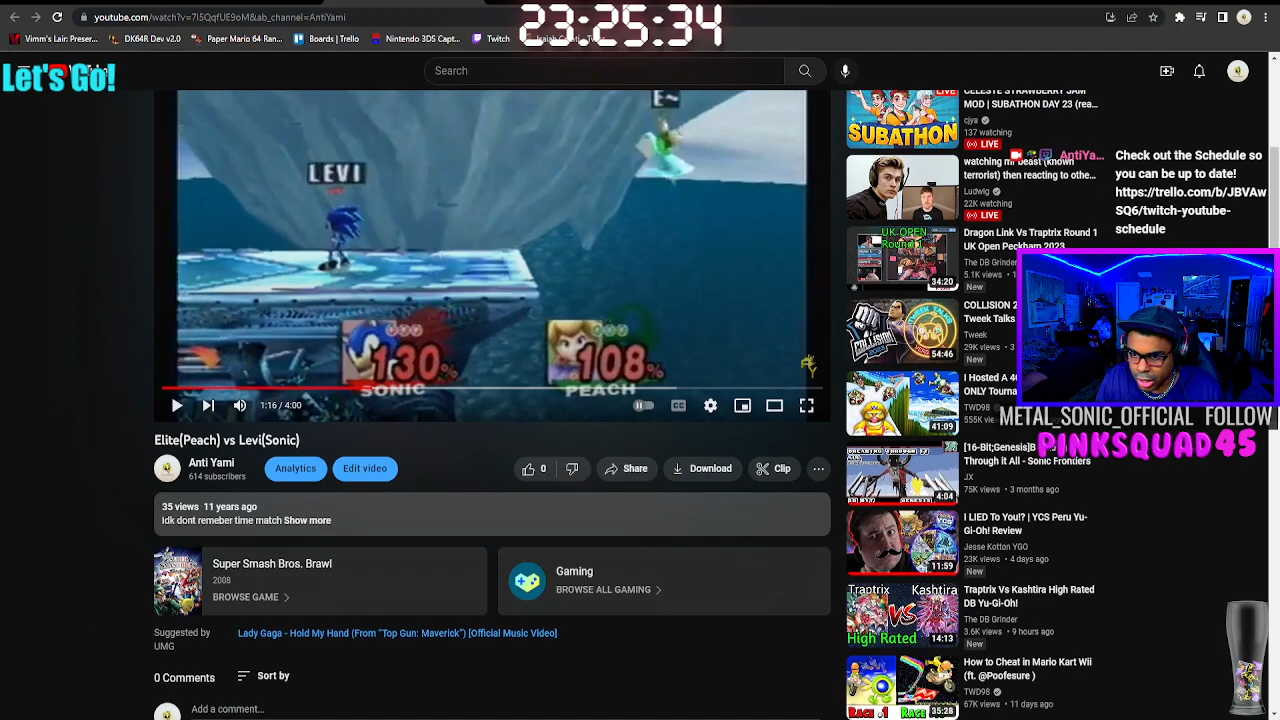 youtube.com/watch?v=7I5QqfUE9oM&ab_channel=AntiYami
23:25:34
Vimm's Lair: Preser...
DK64R Dev v2.0
Paper Mario 64 Ran...
Boards | Trello
Nintendo 3DS Capt...
Twitch
Let's Go!
Search
LEVI
130
SONIC
108
PEACH
1:16 / 4:00
Elite(Peach) vs Levi(Sonic)
Anti Yami
614 subscribers
Analytics
Edit video
0
Share
Download
Clip
35 views 11 years ago
Idk dont remeber time match Show more
Super Smash Bros. Brawl
2008
BROWSE GAME
Gaming
BROWSE ALL GAMING
Suggested by
UMG
Lady Gaga - Hold My Hand (From "Top Gun: Maverick") [Official Music Video]
0 Comments
Sort by
Add a comment...
LIVE
SUBATHON
CELESTE STRAWBERRY JAM
MOD | SUBATHON DAY 23 (rea...
cjya
137 watching
LIVE
watching mr beast (known
terrorist) then reacting to othe...
Ludwig
22K watching
LIVE
UK OPEN
Round 1
34:20
Dragon Link Vs Traptrix Round 1
UK Open Peckham 2023
The DB Grinder
5.1K views
New
COLLISION
54:46
COLLISION 2
Tweek Talks
Tweek
29K views
New
41:09
I Hosted A 4
ONLY Tourna
TWD98
555K vie
4:04
[16-Bit;Genesis]B
Through it All - Sonic Frontiers
JX
75K views • 3 months ago
11:59
I LIED To YOU!? | YCS Peru Yu-
Gi-Oh! Review
Jesse Kotton YGO
23K views • 4 days ago
New
Traptrix Kashtira
VS
High Rated
14:13
Traptrix Vs Kashtira High Rated
DB Yu-Gi-Oh!
The DB Grinder
3.6K views • 9 hours ago
New
RACE
35:28
How to Cheat in Mario Kart Wii
(ft. @Poofesure )
TWD98
67K views • 11 days ago
AntiYa...
Check out the Schedule so
you can be up to date!
https://trello.com/b/JBVAw
SQ6/twitch-youtube-
schedule
METAL_SONIC_OFFICIAL FOLLOW
PINKSQUAD45